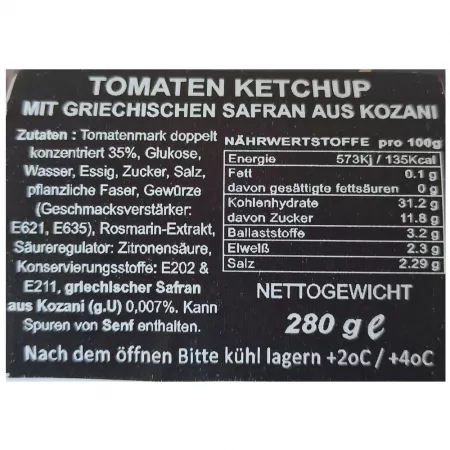 TOMATEN KETCHUP
MIT GRIECHISCHEN SAFRAN AUS KOZANI
Zutaten : Tomatenmark doppelt
konzentriert 35%, Glukose,
Wasser, Essig, Zucker, Salz,
pflanzliche Faser, Gewürze
(Geschmacksverstärker:
E621, E635), Rosmarin-Extrakt,
Säureregulator: Zitronensäure,
Konservierungsstoffe: E202 &
E211, griechischer Safran
aus Kozani (g.U) 0,007%. Kann
Spuren von Senf enthalten.
NÄHRWERTSTOFFE pro 100g
Energie 573Kj / 135Kcal
Fett 0.1 g
davon gesättigte fettsäuren 0 g
Kohlenhydrate 31.2 g
davon Zucker 11.8 g
Ballaststoffe 3.2 g
Elweiß 2.3 g
Salz 2.29 g
NETTOGEWICHT
280 g ℮
Nach dem öffnen Bitte kühl lagern +2oC / +4oC